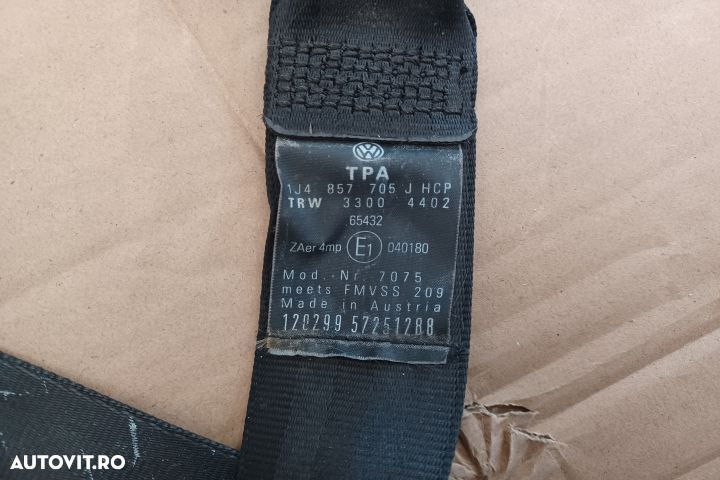 TPA
1J4 857 705 J HCP
TRW 3300 4402
65432
ZAer 4mp E1 040180
Mod.-Nr. 7075
meets FMVSS 209
Made in Austria
120299 57251288
AUTOVIT.RO